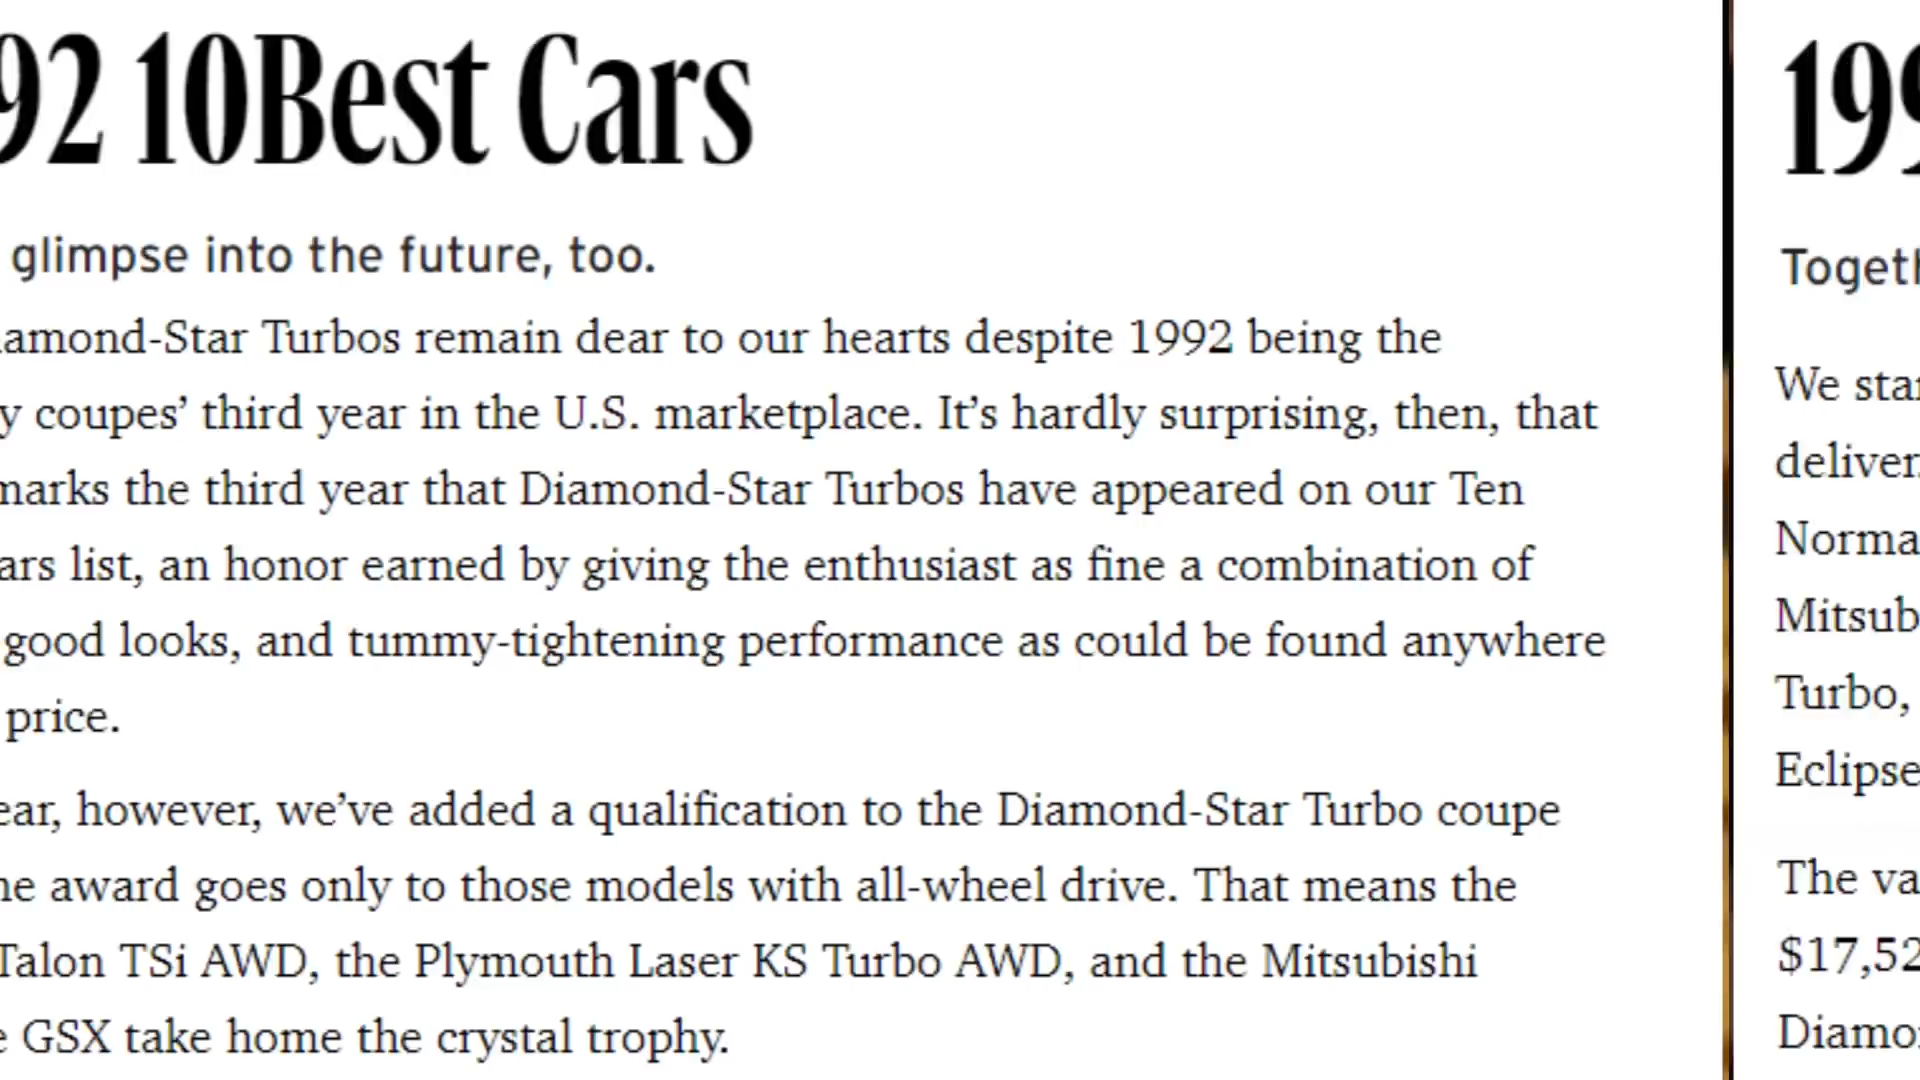 92 10Best Cars
glimpse into the future, too.
amond-Star Turbos remain dear to our hearts despite 1992 being the
y coupes’ third year in the U.S. marketplace. It’s hardly surprising, then, that
marks the third year that Diamond-Star Turbos have appeared on our Ten
ars list, an honor earned by giving the enthusiast as fine a combination of
good looks, and tummy-tightening performance as could be found anywhere
price.
ear, however, we’ve added a qualification to the Diamond-Star Turbo coupe
he award goes only to those models with all-wheel drive. That means the
Talon TSi AWD, the Plymouth Laser KS Turbo AWD, and the Mitsubishi
e GSX take home the crystal trophy.
199
Togeth
We star
deliver
Norma
Mitsub
Turbo,
Eclipse
The va
$17,52
Diamo